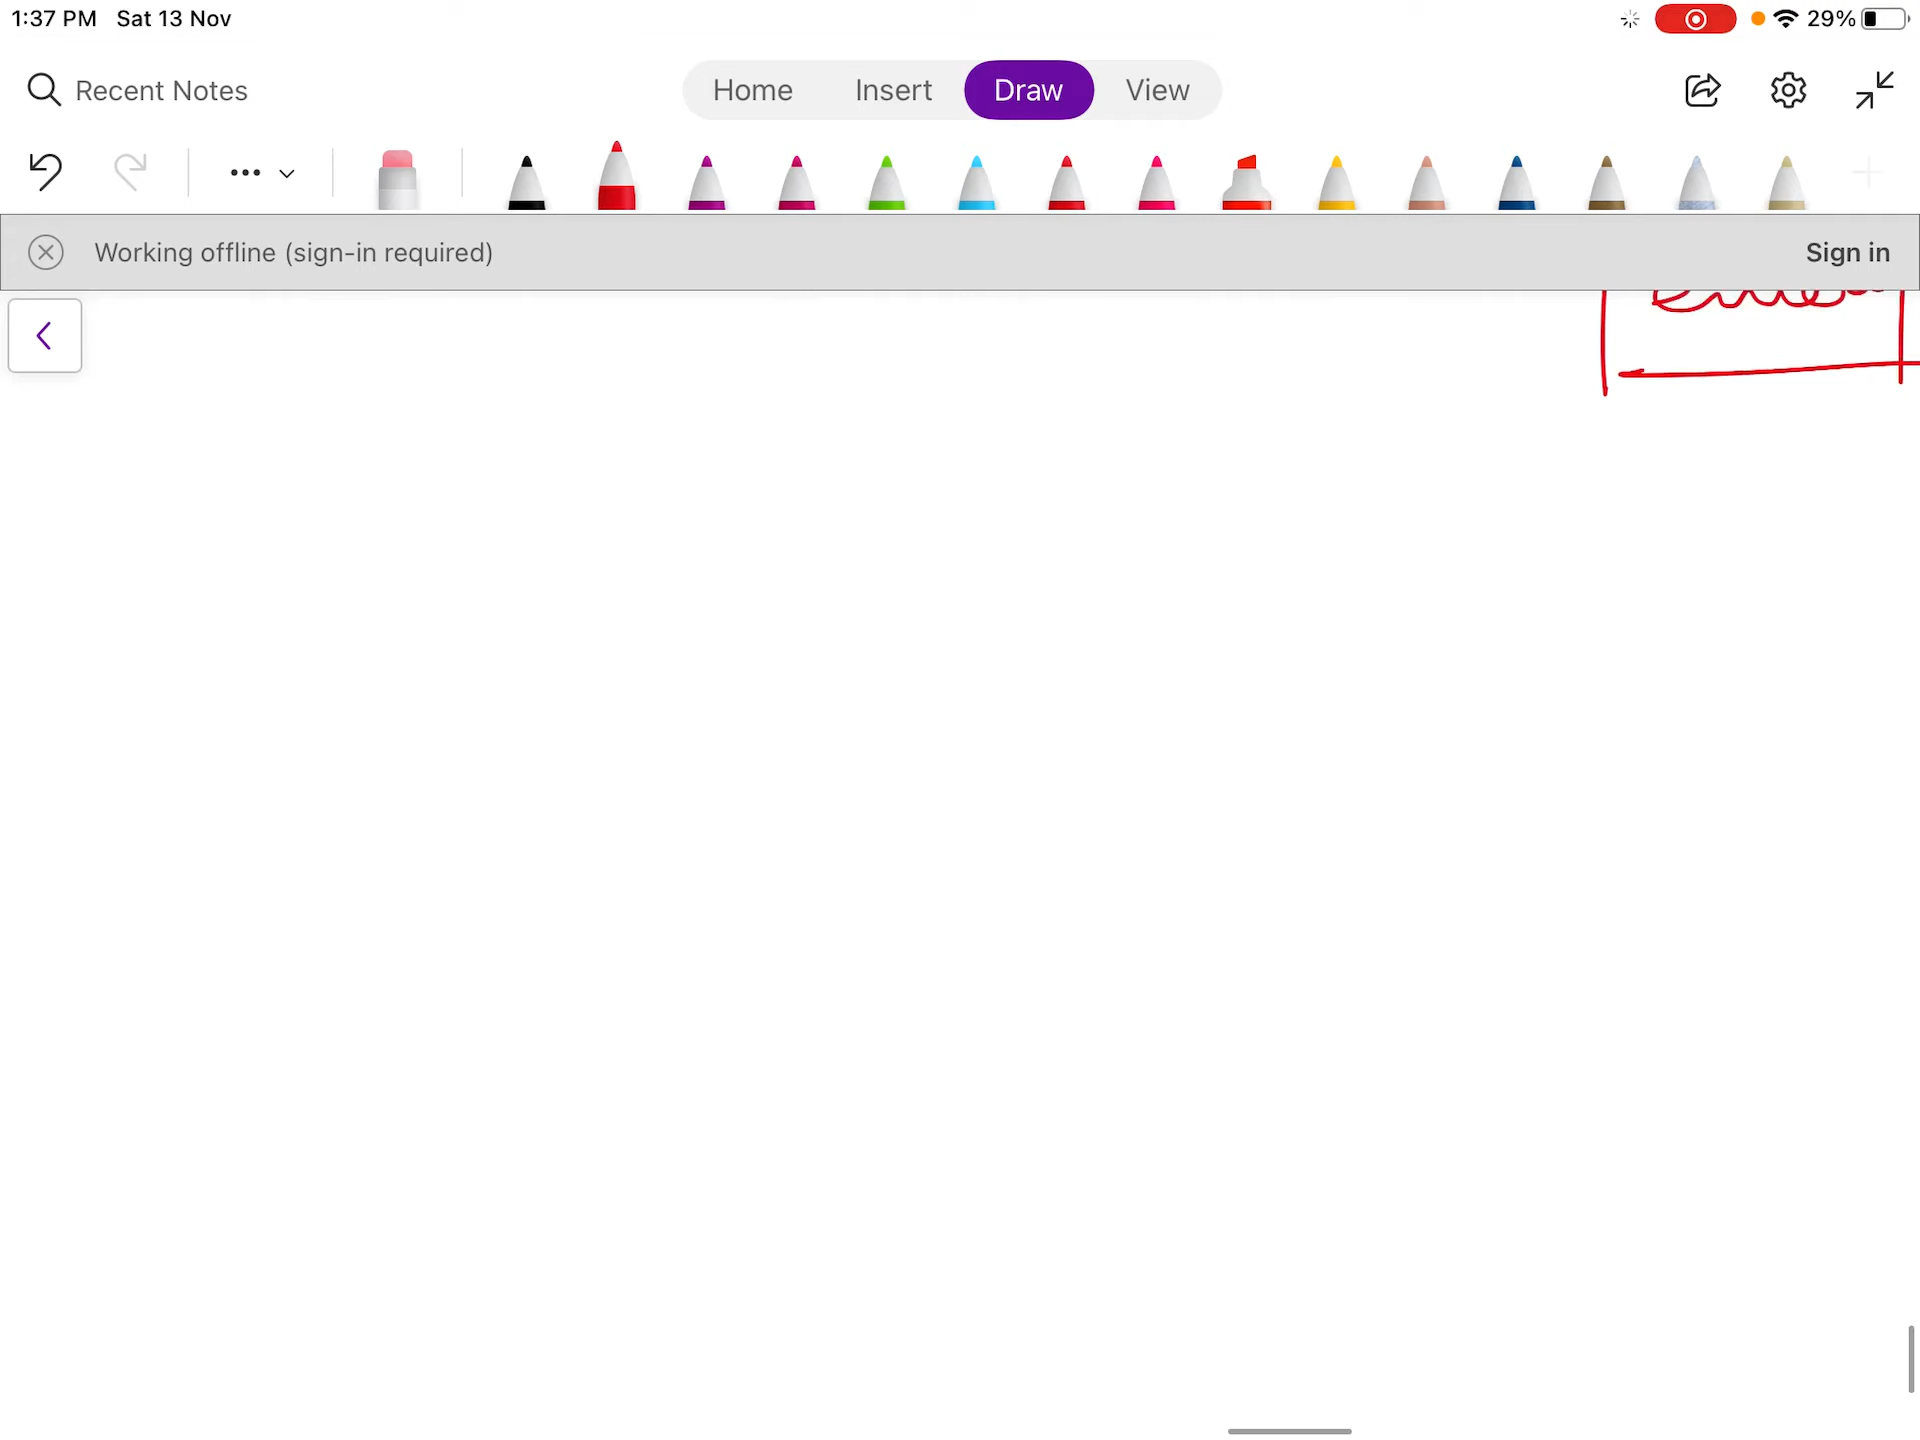 1:37 PM Sat 13 Nov 29%
Recent Notes Home Insert Draw View
Working offline (sign-in required) Sign in